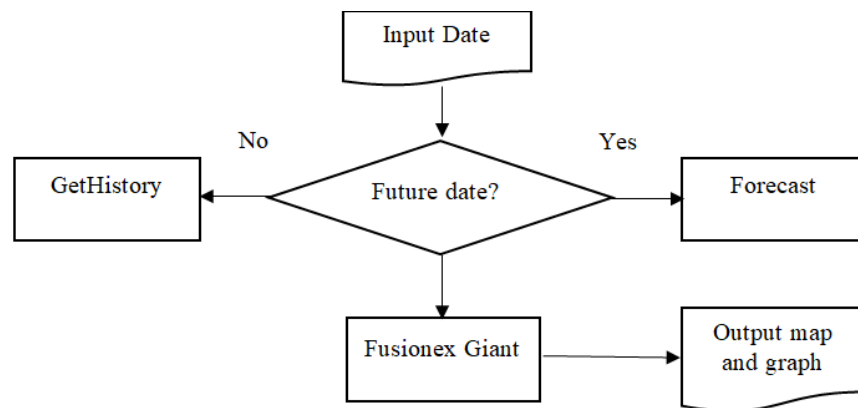 Input Date
No
Yes
GetHistory
Future date?
Forecast
Fusionex Giant
Output map
and graph